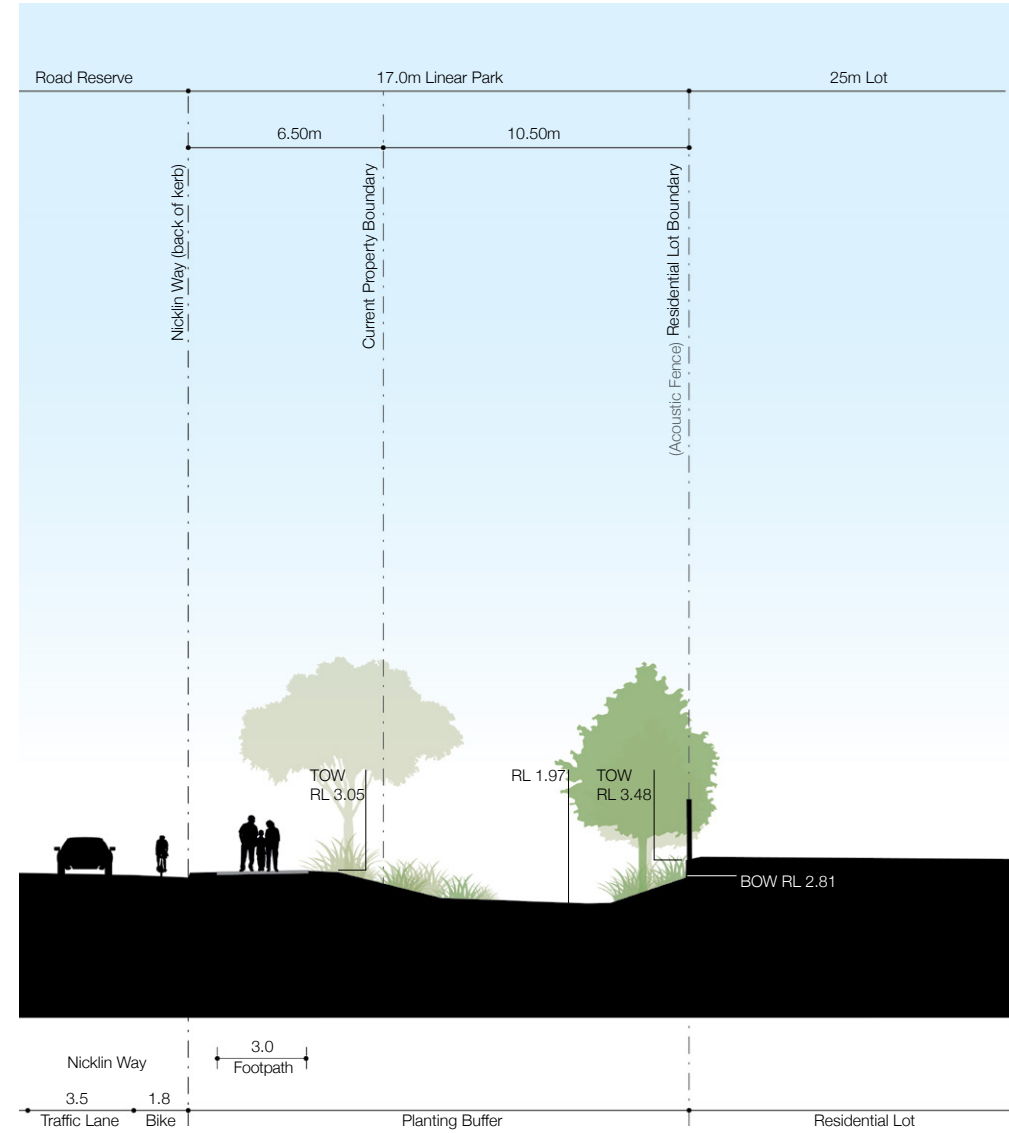 Road Reserve
17.0m Linear Park
25m Lot
6.50m
10.50m
Nicklin Way (back of kerb)
Current Property Boundary
(Acoustic Fence) Residential Lot Boundary
TOW
RL 3.05
RL 1.97
TOW
RL 3.48
BOW RL 2.81
Nicklin Way
3.0
Footpath
3.5
1.8
Traffic Lane
Bike
Planting Buffer
Residential Lot